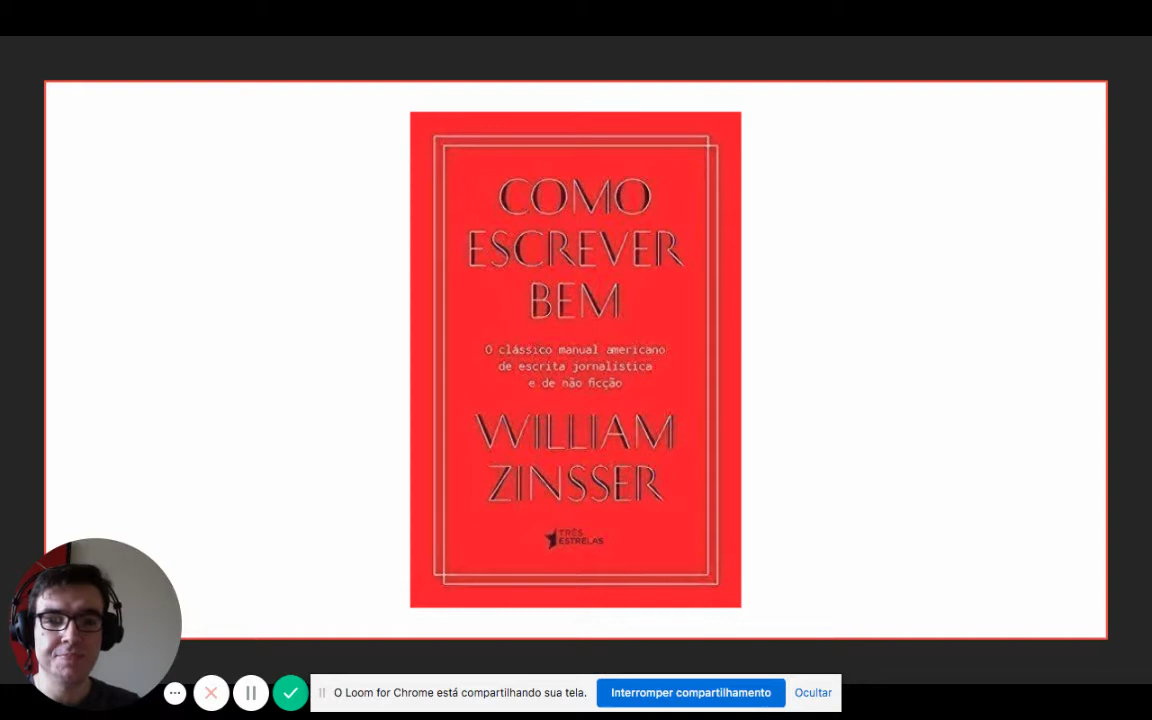 COMO
ESCREVER
BEM
O clássico manual americano
de escrita jornalística
e de não ficção
WILLIAM
ZINSSER
TRÊS
ESTRELAS
O Loom for Chrome está compartilhando sua tela.
Interromper compartilhamento
Ocultar